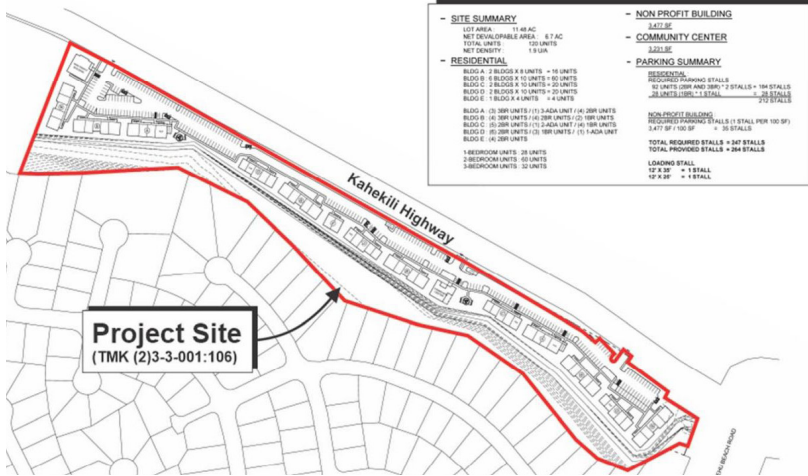 - SITE SUMMARY
LOT AREA : 11.48 AC
NET DEVALOPABLE AREA : 6.7 AC
TOTAL UNITS : 120 UNITS
NET DENSITY : 1.9 U/A
- RESIDENTIAL
BLDG A : 2 BLDGS X 8 UNITS = 16 UNITS
BLDG B : 6 BLDGS X 10 UNITS = 60 UNITS
BLDG C : 2 BLDGS X 10 UNITS = 20 UNITS
BLDG D : 2 BLDGS X 10 UNITS = 20 UNITS
BLDG E : 1 BLDG X 4 UNITS = 4 UNITS
BLDG A : (3) 3BR UNITS / (1) 3-ADA UNIT / (4) 2BR UNITS
BLDG B : (4) 3BR UNITS / (4) 2BR UNITS / (2) 1BR UNITS
BLDG C : (5) 2BR UNITS / (1) 2-ADA UNIT / (4) 1BR UNITS
BLDG D : (6) 2BR UNITS / (3) 1BR UNITS / (1) 1-ADA UNIT
BLDG E : (4) 2BR UNITS
1-BEDROOM UNITS : 28 UNITS
2-BEDROOM UNITS : 60 UNITS
3-BEDROOM UNITS : 32 UNITS
- NON PROFIT BUILDING
3,477 SF
- COMMUNITY CENTER
3,231 SF
- PARKING SUMMARY
RESIDENTIAL
REQUIRED PARKING STALLS
92 UNITS (2BR AND 3BR) * 2 STALLS = 184 STALLS
28 UNITS (1BR) * 1 STALL = 28 STALLS
212 STALLS
NON-PROFIT BUILDING
REQUIRED PARKING STALLS (1 STALL PER 100 SF)
3,477 SF / 100 SF = 35 STALLS
TOTAL REQUIRED STALLS = 247 STALLS
TOTAL PROVIDED STALLS = 264 STALLS
LOADING STALL
12' X 35' = 1 STALL
= 1 STALL
Kahekili Highway
Project Site
(TMK (2)3-3-001:106)
BEACH ROAD